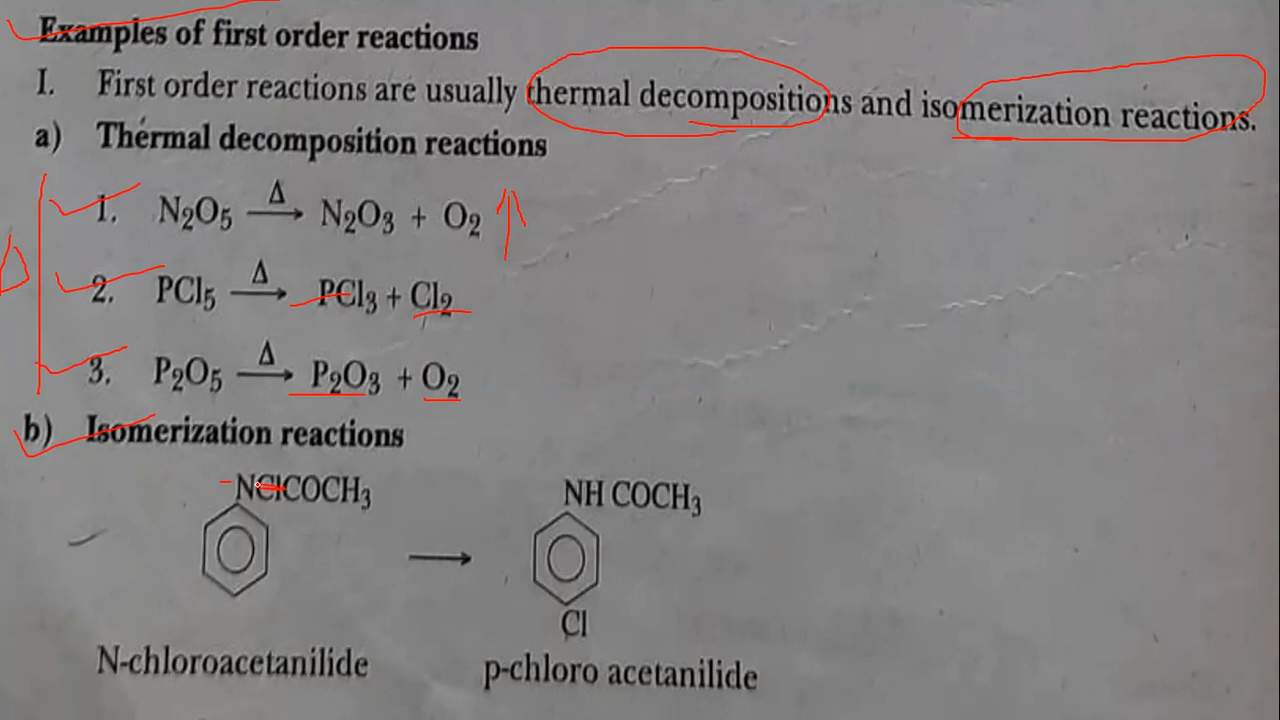 Examples of first order reactions
I. First order reactions are usually thermal decompositions and isomerization reactions.
a) Thermal decomposition reactions
1. N₂O₅ —Δ→ N₂O₃ + O₂
2. PCl₅ —Δ→ PCl₃ + Cl₂
3. P₂O₅ —Δ→ P₂O₃ + O₂
b) Isomerization reactions
NClCOCH₃ → NH COCH₃
Cl
N-chloroacetanilide p-chloro acetanilide